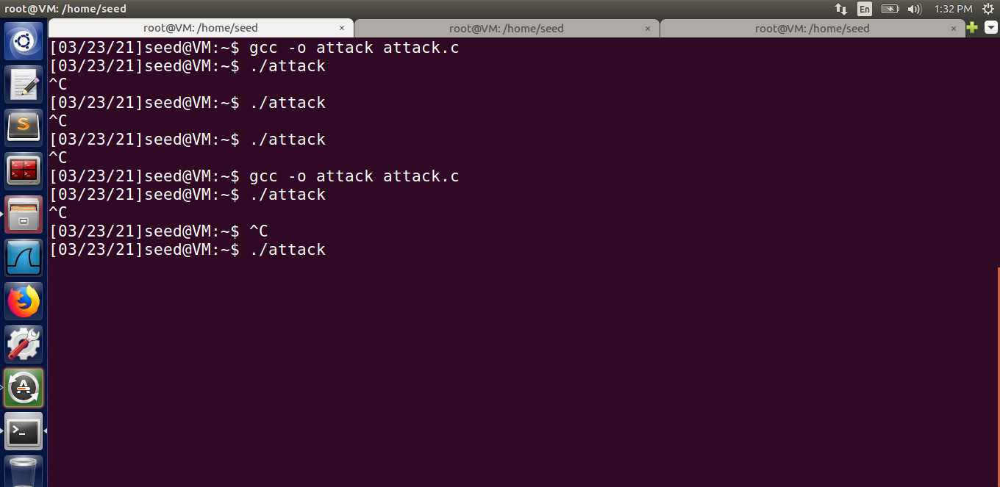 root@VM: /home/seed
En
1:32 PM
root@VM: /home/seed × root@VM: /home/seed × root@VM: /home/seed ×
[03/23/21]seed@VM:~$ gcc -o attack attack.c
[03/23/21]seed@VM:~$ ./attack
^C
[03/23/21]seed@VM:~$ ./attack
^C
[03/23/21]seed@VM:~$ ./attack
^C
[03/23/21]seed@VM:~$ gcc -o attack attack.c
[03/23/21]seed@VM:~$ ./attack
^C
[03/23/21]seed@VM:~$ ^C
[03/23/21]seed@VM:~$ ./attack